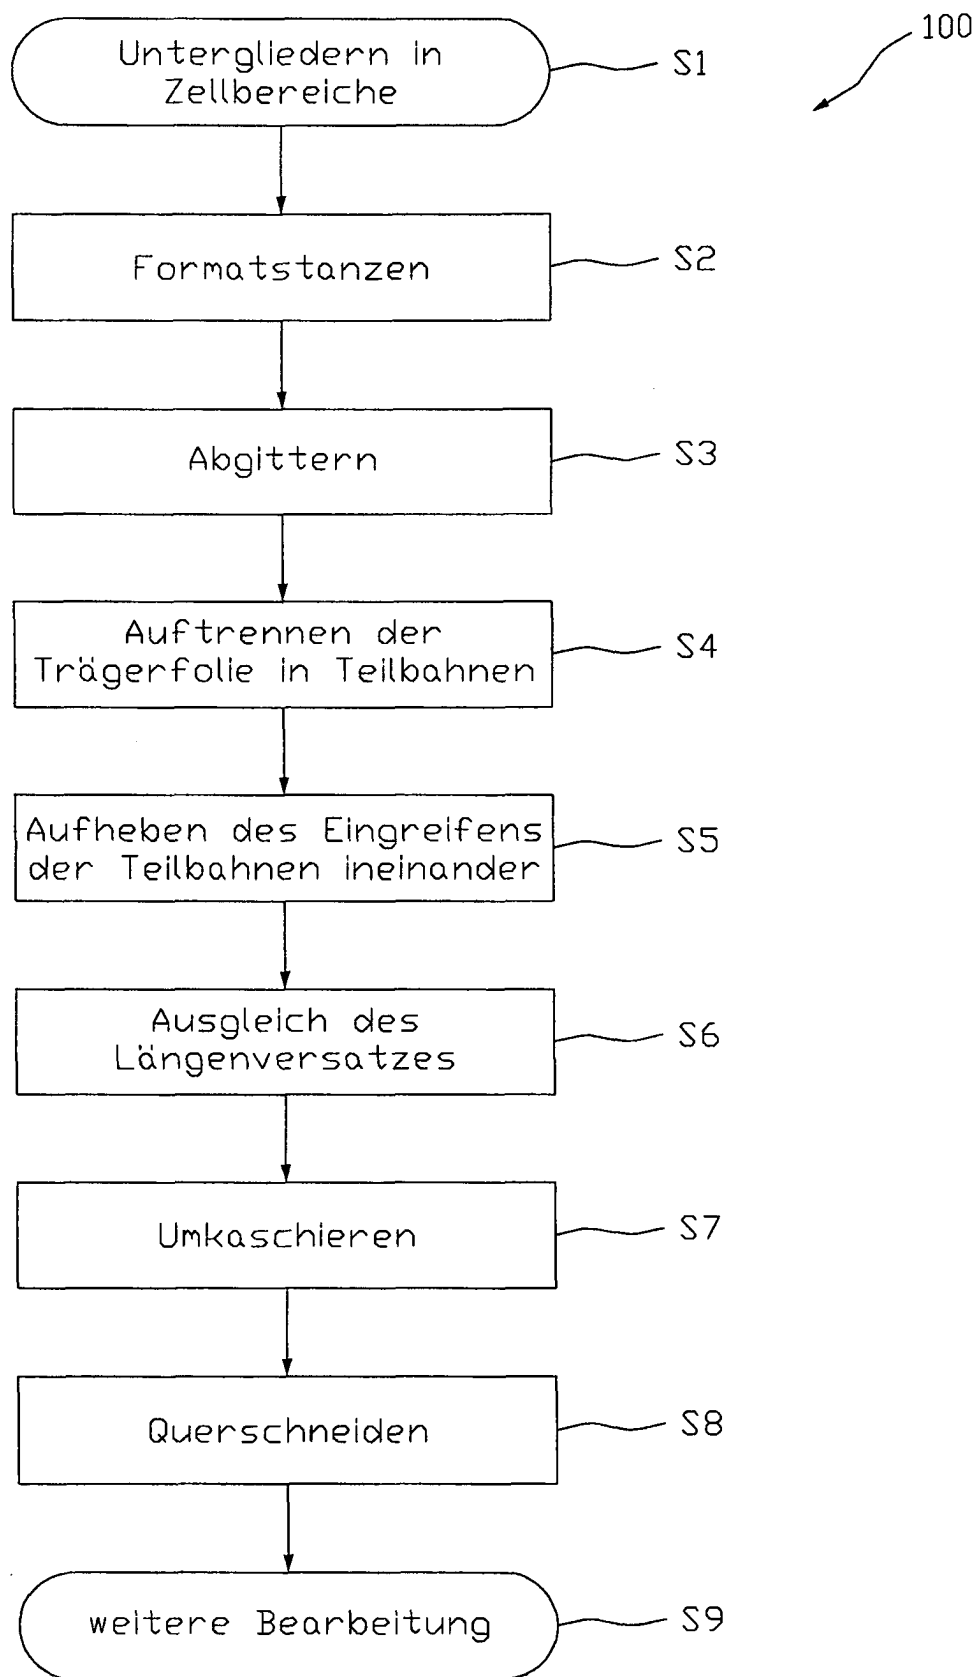 100
Untergliedern in
Zellbereiche
S1
Formatstanzen
S2
Abgittern
S3
Auftrennen der
Trägerfolie in Teilbahnen
S4
Aufheben des Eingreifens
der Teilbahnen ineinander
S5
Ausgleich des
Längenversatzes
S6
Umkaschieren
S7
Querschneiden
S8
weitere Bearbeitung
S9